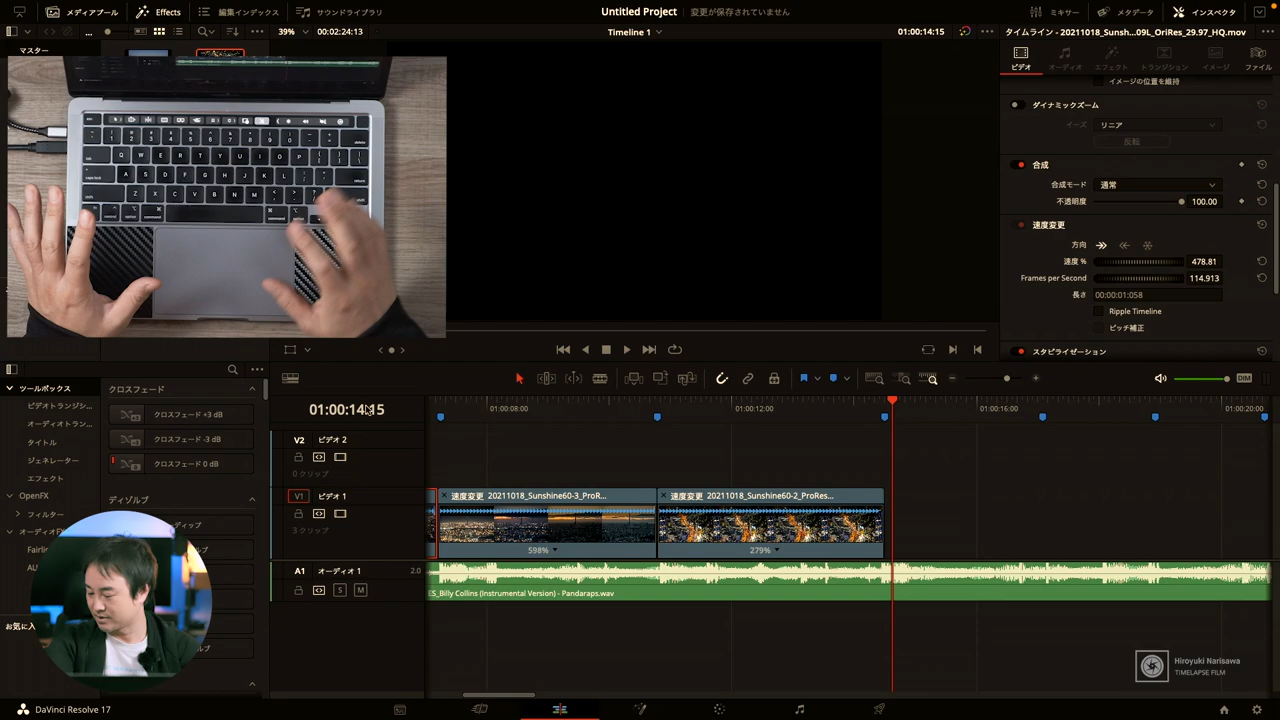 メディアプール
Effects
編集インデックス
サウンドライブラリ
Untitled Project
変更が保存されていません
ミキサー
メタデータ
インスペクタ
39%
00:02:24:13
Timeline 1
01:00:14:15
タイムライン - 20211018_Sunsh...09L_OriRes_29.97_HQ.mov
マスター
ビデオ
オーディオ
エフェクト
トランジション
イメージ
ファイル
イメージの位置を維持
ダイナミックズーム
イーズ
リニア
反転
合成
合成モード
通常
不透明度
100.00
速度変更
方向
速度 %
478.81
Frames per Second
114.913
長さ
00:00:01:058
Ripple Timeline
ピッチ補正
スタビライゼーション
DIM
ツールボックス
ビデオトランジシ...
オーディオトラン...
タイトル
ジェネレーター
エフェクト
OpenFX
フィルター
オーディオF
Fairli
AU
お気に入
クロスフェード
クロスフェード +3 dB
クロスフェード -3 dB
クロスフェード 0 dB
ディゾルブ
01:00:14:15
01:00:08:00
01:00:12:00
01:00:16:00
01:00:20:00
V2
ビデオ 2
0 クリップ
V1
ビデオ 1
3 クリップ
速度変更 20211018_Sunshine60-3_ProR...
速度変更 20211018_Sunshine60-2_ProRes...
598%
279%
A1
オーディオ 1
2.0
S
M
ES_Billy Collins (Instrumental Version) - Pandaraps.wav
Hiroyuki Narisawa
TIMELAPSE FILM
DaVinci Resolve 17